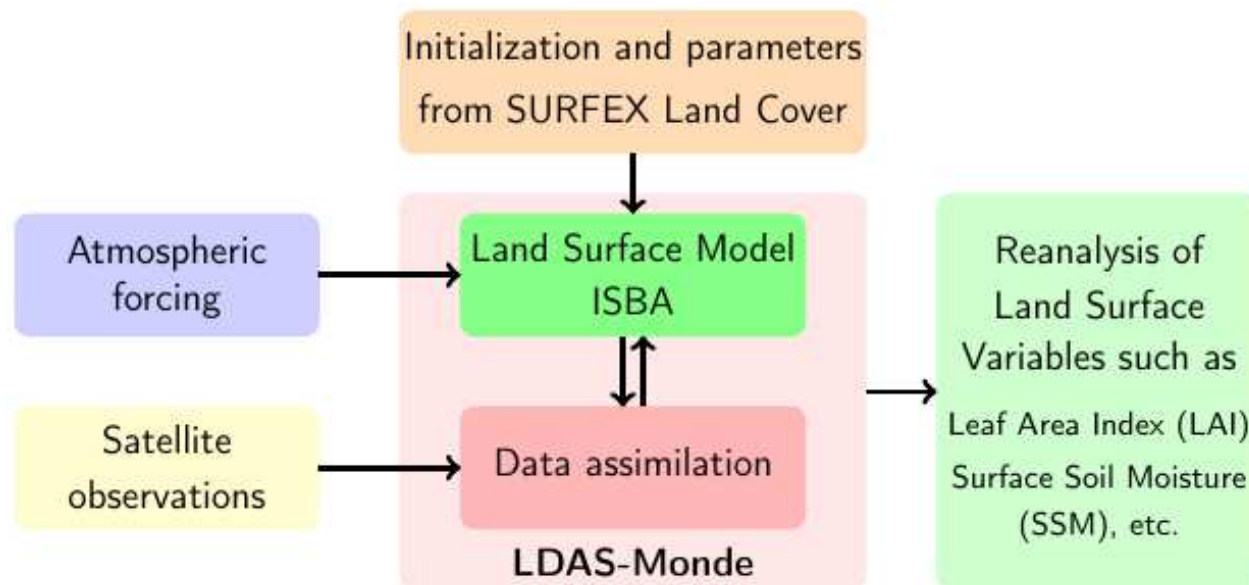 Initialization and parameters
from SURFEX Land Cover
Atmospheric
forcing
Land Surface Model
ISBA
Satellite
observations
Data assimilation
LDAS-Monde
Reanalysis of
Land Surface
Variables such as
Leaf Area Index (LAI)
Surface Soil Moisture
(SSM), etc.